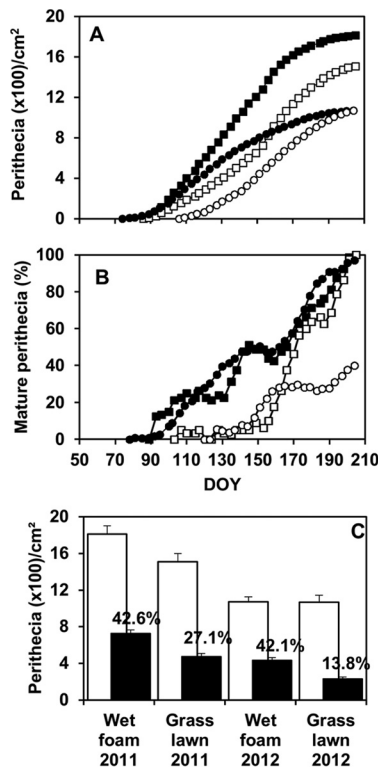 A
Perithecia (x100)/cm²
20
16
12
8
4
0
B
Mature perithecia (%)
100
80
60
40
20
0
50 70 90 110 130 150 170 190 210
DOY
C
Perithecia (x100)/cm²
20
16
12
8
4
0
42.6%
27.1%
42.1%
13.8%
Wet Grass Wet Grass
foam lawn foam lawn
2011 2011 2012 2012